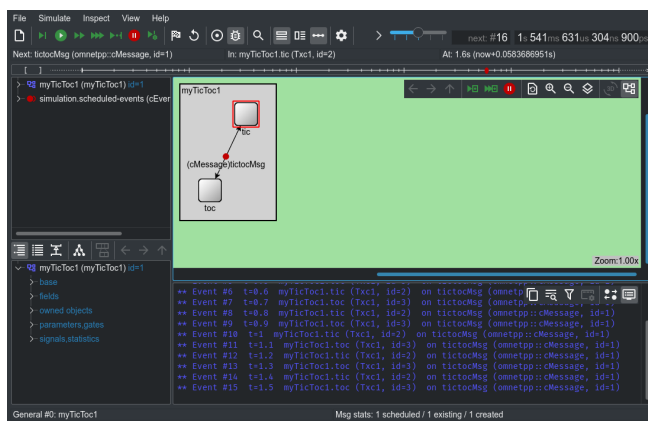 File Simulate Inspect View Help
next: #16 1s 541ms 631us 304ns 900ps
Next: tictocMsg (omnetpp::cMessage, id=1) In: myTicToc1.tic (Txc1, id=2) At: 1.6s (now+0.0583686951s)
myTicToc1 (myTicToc1) id=1
simulation.scheduled-events (cEver
myTicToc1
3D
tic
(cMessage)tictocMsg
toc
Zoom:1.00x
myTicToc1 (myTicToc1) id=1
base
fields
owned objects
parameters,gates
signals,statistics
** Event #6 t=0.6 myTicToc1.tic (Txc1, id=2) on tictocMsg (omnetpp
** Event #7 t=0.7 myTicToc1.toc (Txc1, id=3) on tictocMsg (omnetpp
** Event #8 t=0.8 myTicToc1.tic (Txc1, id=2) on tictocMsg (omnetpp::cMessage, id=1)
** Event #9 t=0.9 myTicToc1.toc (Txc1, id=3) on tictocMsg (omnetpp::cMessage, id=1)
** Event #10 t=1 myTicToc1.tic (Txc1, id=2) on tictocMsg (omnetpp::cMessage, id=1)
** Event #11 t=1.1 myTicToc1.toc (Txc1, id=3) on tictocMsg (omnetpp::cMessage, id=1)
** Event #12 t=1.2 myTicToc1.tic (Txc1, id=2) on tictocMsg (omnetpp::cMessage, id=1)
** Event #13 t=1.3 myTicToc1.toc (Txc1, id=3) on tictocMsg (omnetpp::cMessage, id=1)
** Event #14 t=1.4 myTicToc1.tic (Txc1, id=2) on tictocMsg (omnetpp::cMessage, id=1)
** Event #15 t=1.5 myTicToc1.toc (Txc1, id=3) on tictocMsg (omnetpp::cMessage, id=1)
General #0: myTicToc1 Msg stats: 1 scheduled / 1 existing / 1 created